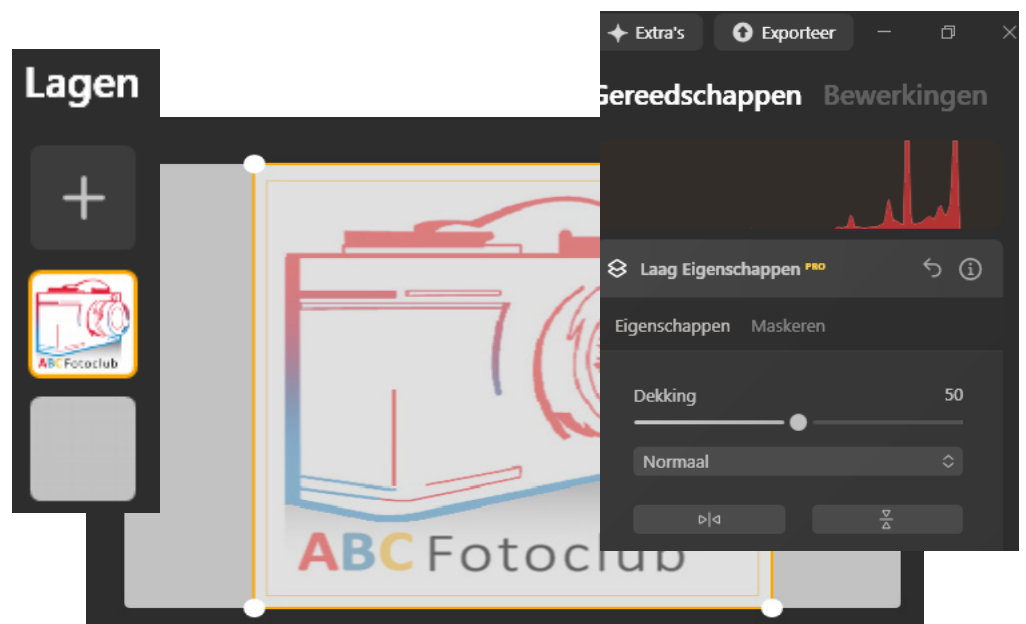 Lagen
ABC Fotoclub
ABC Fotoclub
Extra's
Exporteer
Gereedschappen Bewerkingen
Laag Eigenschappen PRO
Eigenschappen Maskeren
Dekking 50
Normaal